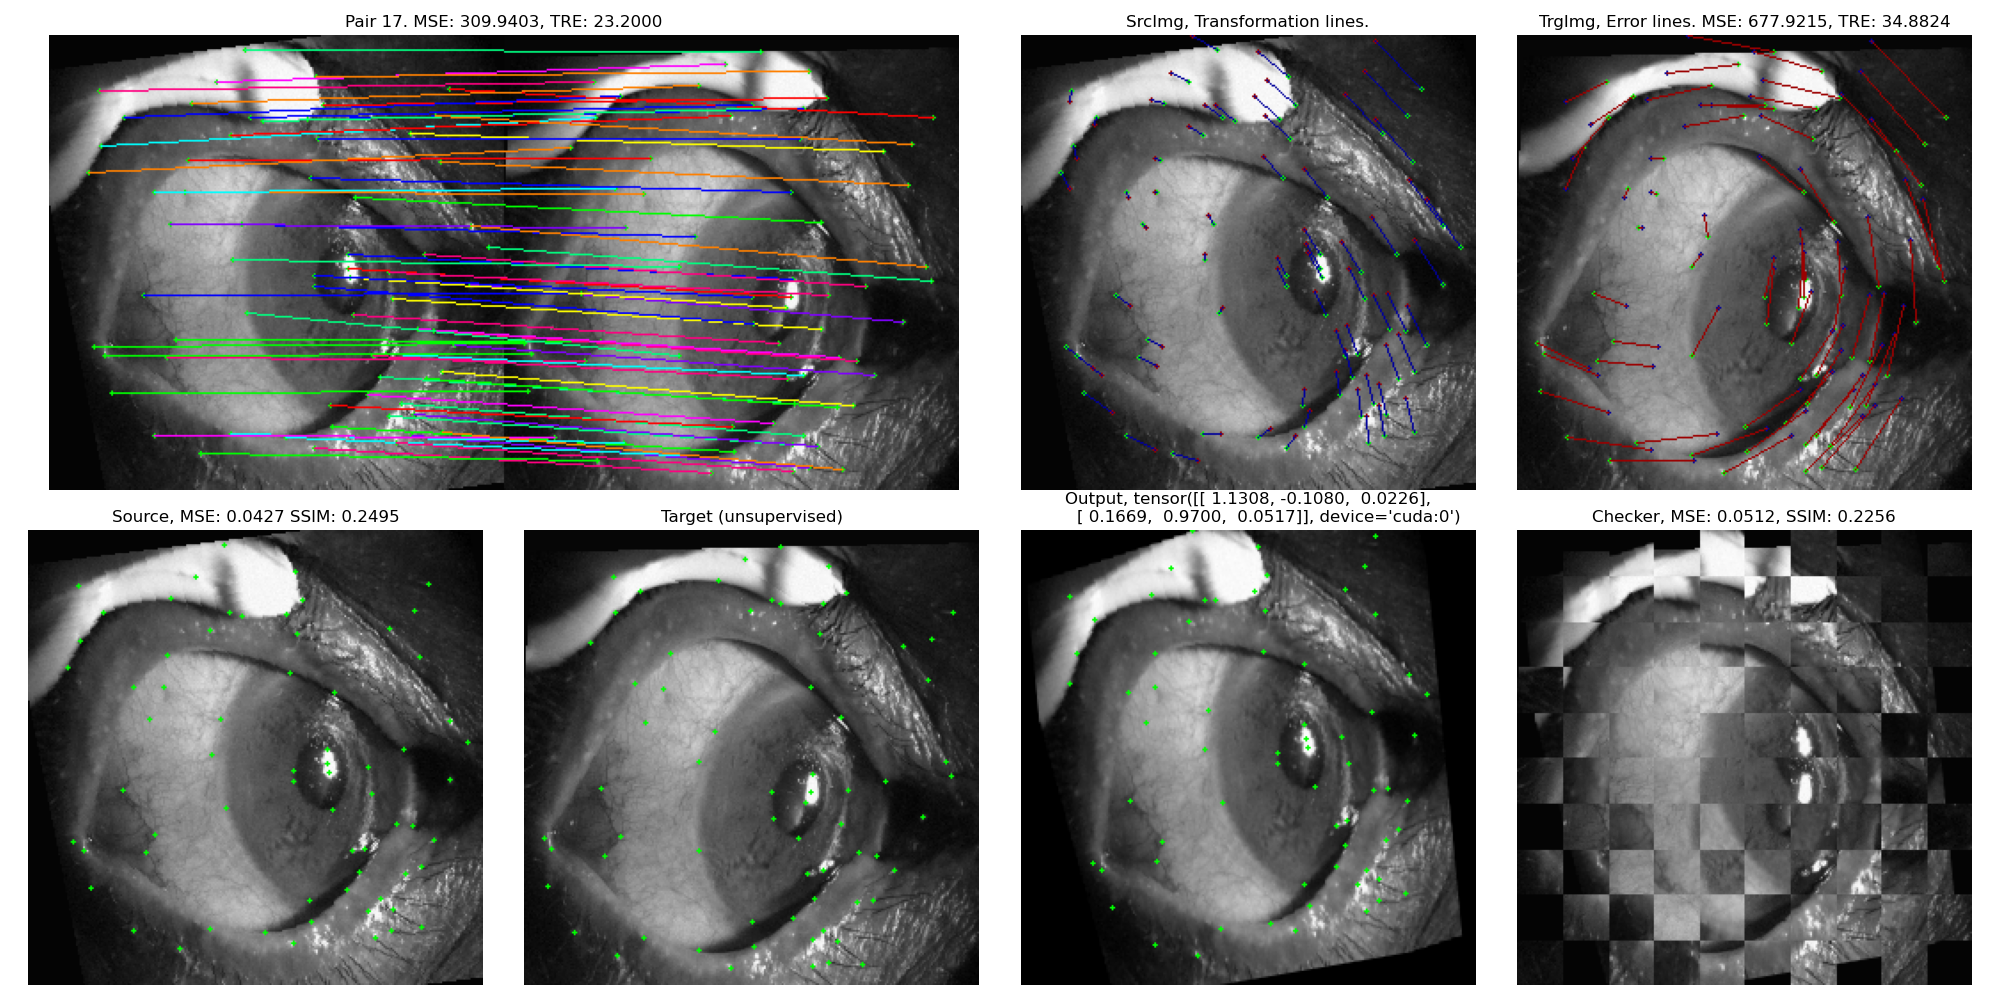 Pair 17. MSE: 309.9403, TRE: 23.2000
SrcImg, Transformation lines.
TrgImg, Error lines. MSE: 677.9215, TRE: 34.8824
Source, MSE: 0.0427 SSIM: 0.2495
Target (unsupervised)
Output, tensor([[ 1.1308, -0.1080,  0.0226],
[ 0.1669,  0.9700,  0.0517]], device='cuda:0')
Checker, MSE: 0.0512, SSIM: 0.2256